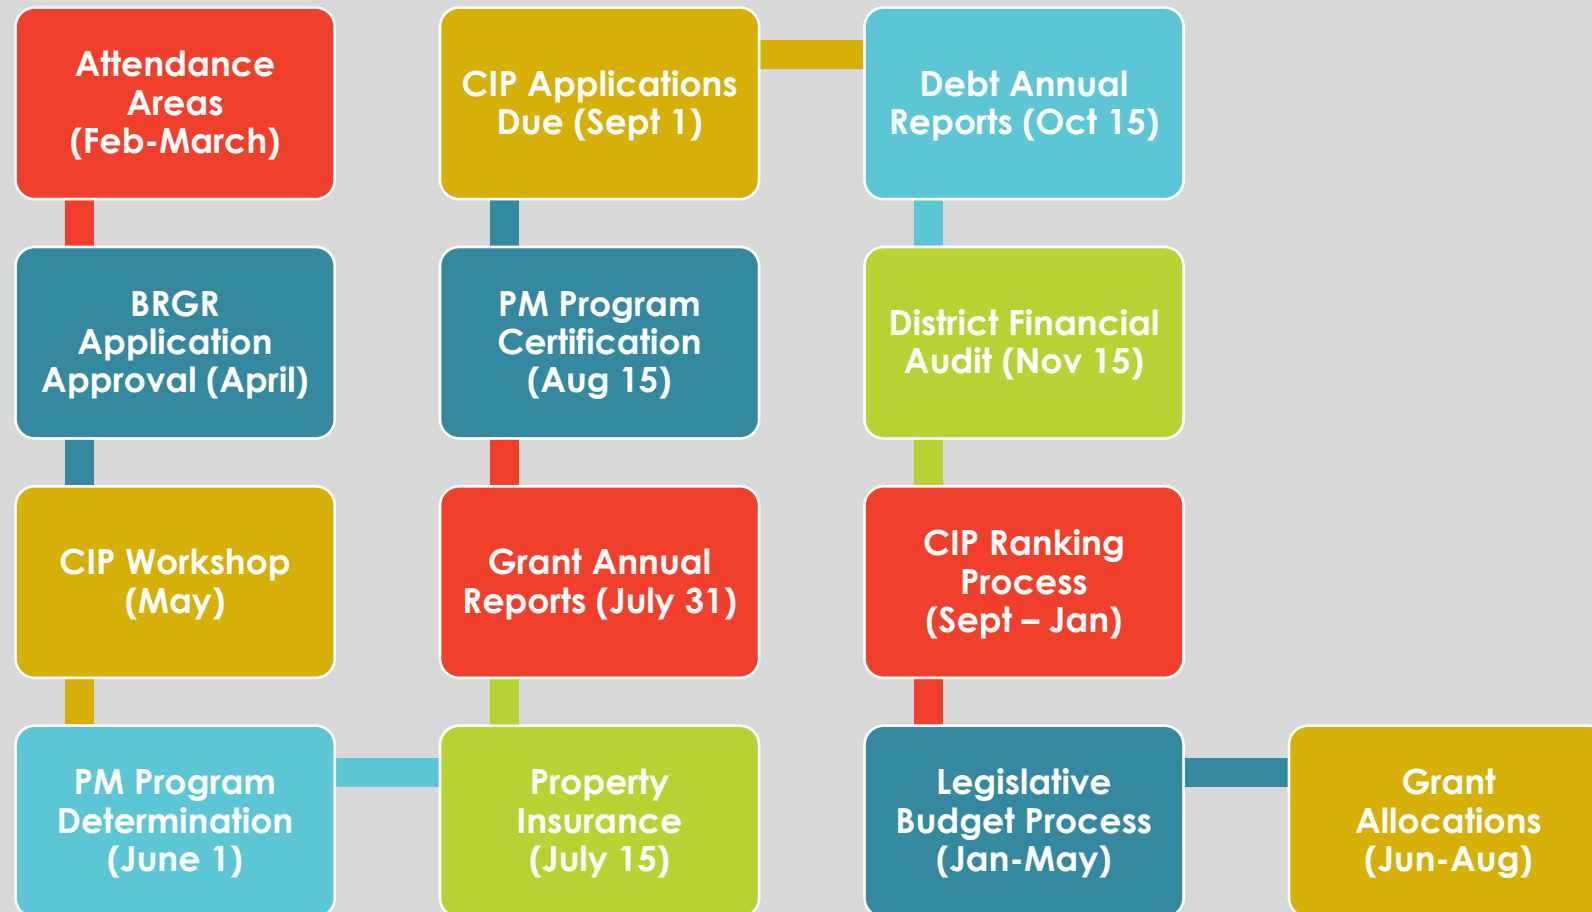 Attendance
Areas
(Feb-March)
BRGR
Application
Approval (April)
CIP Workshop
(May)
PM Program
Determination
(June 1)
Property
Insurance
(July 15)
Grant Annual
Reports (July 31)
PM Program
Certification
(Aug 15)
CIP Applications
Due (Sept 1)
Debt Annual
Reports (Oct 15)
District Financial
Audit (Nov 15)
CIP Ranking
Process
(Sept – Jan)
Legislative
Budget Process
(Jan-May)
Grant
Allocations
(Jun-Aug)